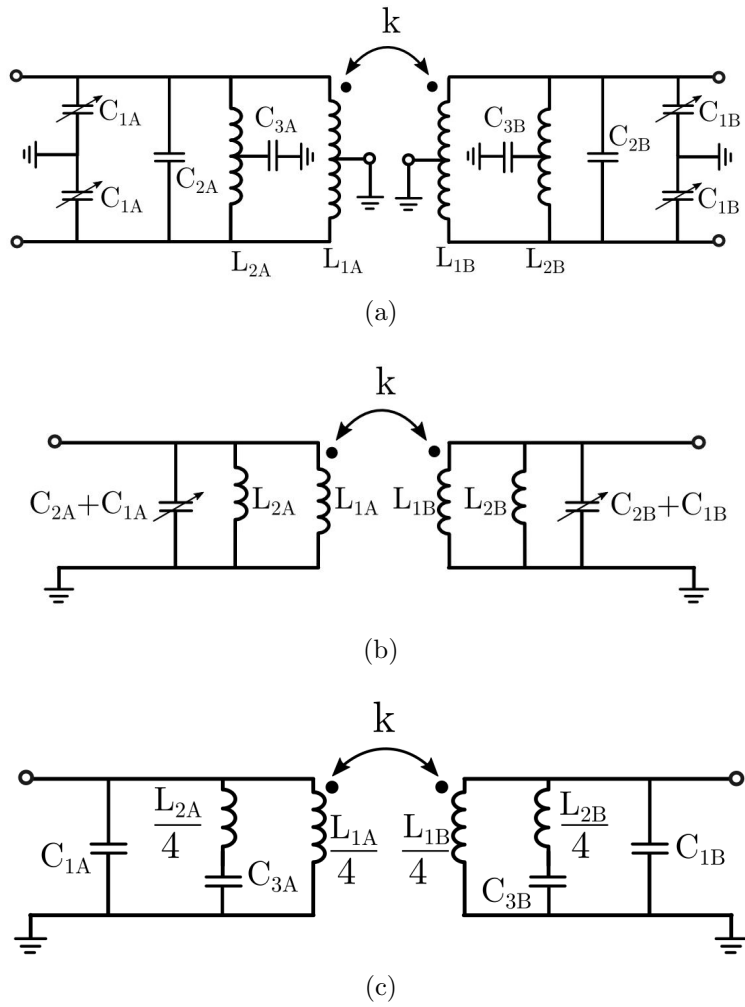 k
C1A
C3A
C3B
C1B
C2A
C2B
C1A
C1B
L2A
L1A
L1B
L2B
(a)
k
C2A+C1A
L2A
L1A
L1B
L2B
C2B+C1B
(b)
k
L2A
4
L1A
4
L1B
4
L2B
4
C1A
C3A
C3B
C1B
(c)